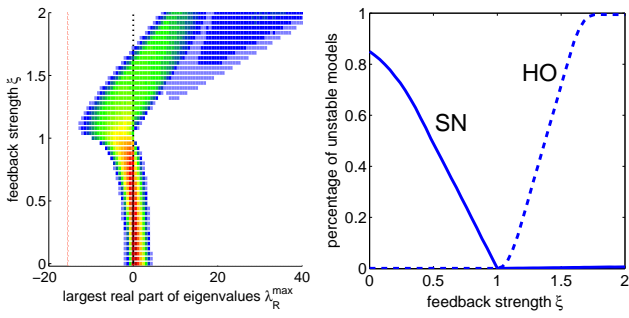 2
1.5
1
0.5
0
feedback strength ξ
−20 0 20 40
largest real part of eigenvalues λ_R^max
1
0.8
0.6
0.4
0.2
0
percentage of unstable models
SN
HO
0 0.5 1 1.5 2
feedback strength ξ